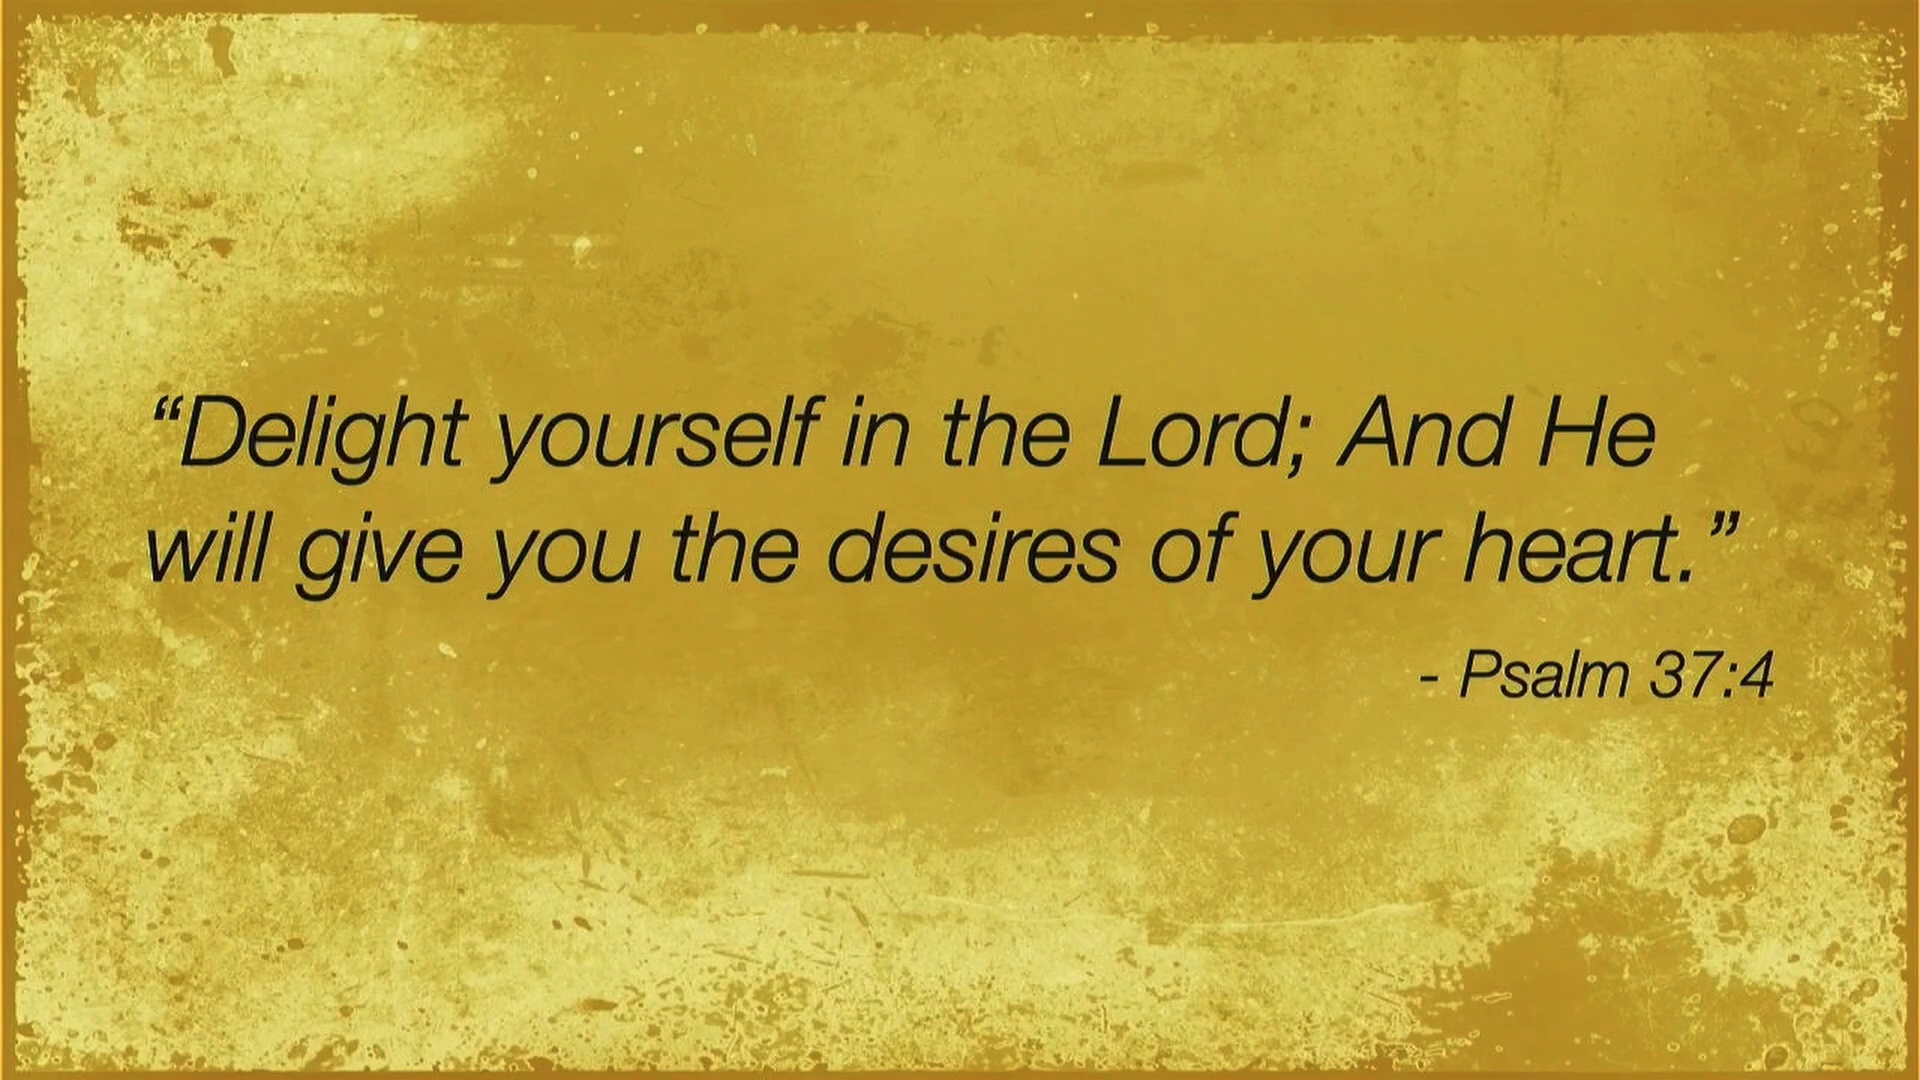 “Delight yourself in the Lord; And He
will give you the desires of your heart.”
- Psalm 37:4